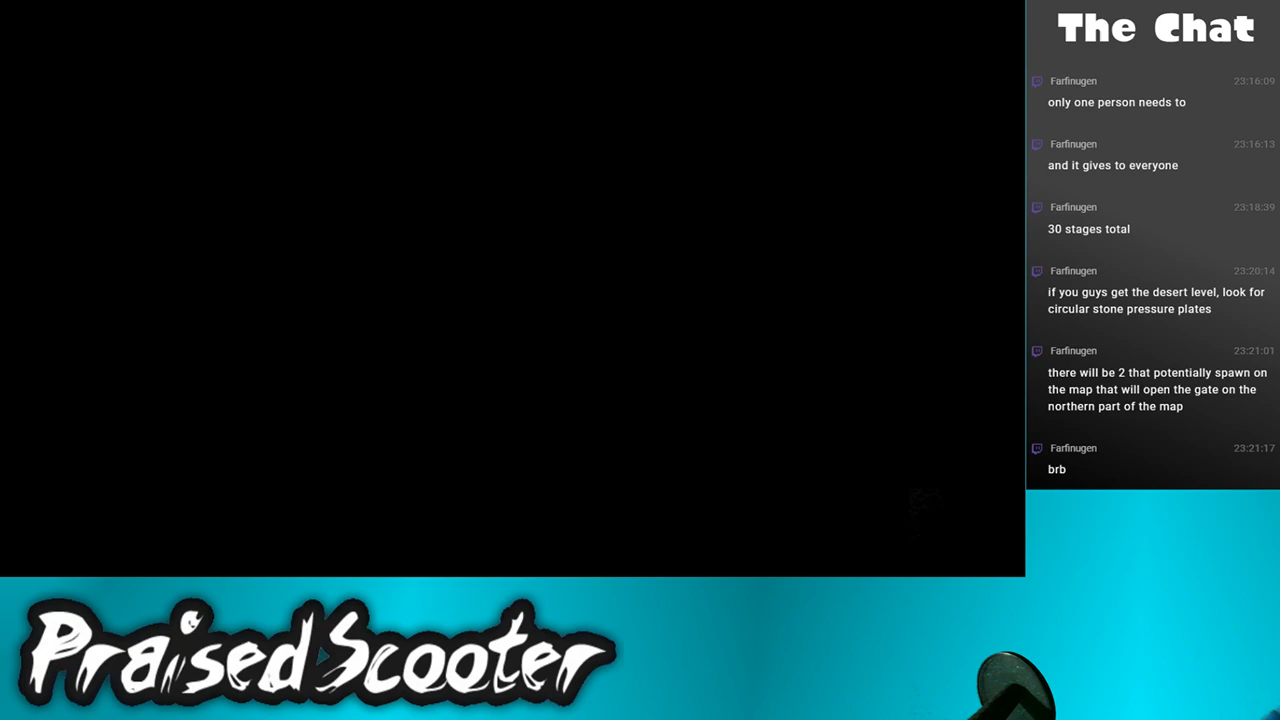 The Chat
Farfinugen 23:16:09
only one person needs to
Farfinugen 23:16:13
and it gives to everyone
Farfinugen 23:18:39
30 stages total
Farfinugen 23:20:14
if you guys get the desert level, look for
circular stone pressure plates
Farfinugen 23:21:01
there will be 2 that potentially spawn on
the map that will open the gate on the
northern part of the map
Farfinugen 23:21:17
brb
PraisedScooter